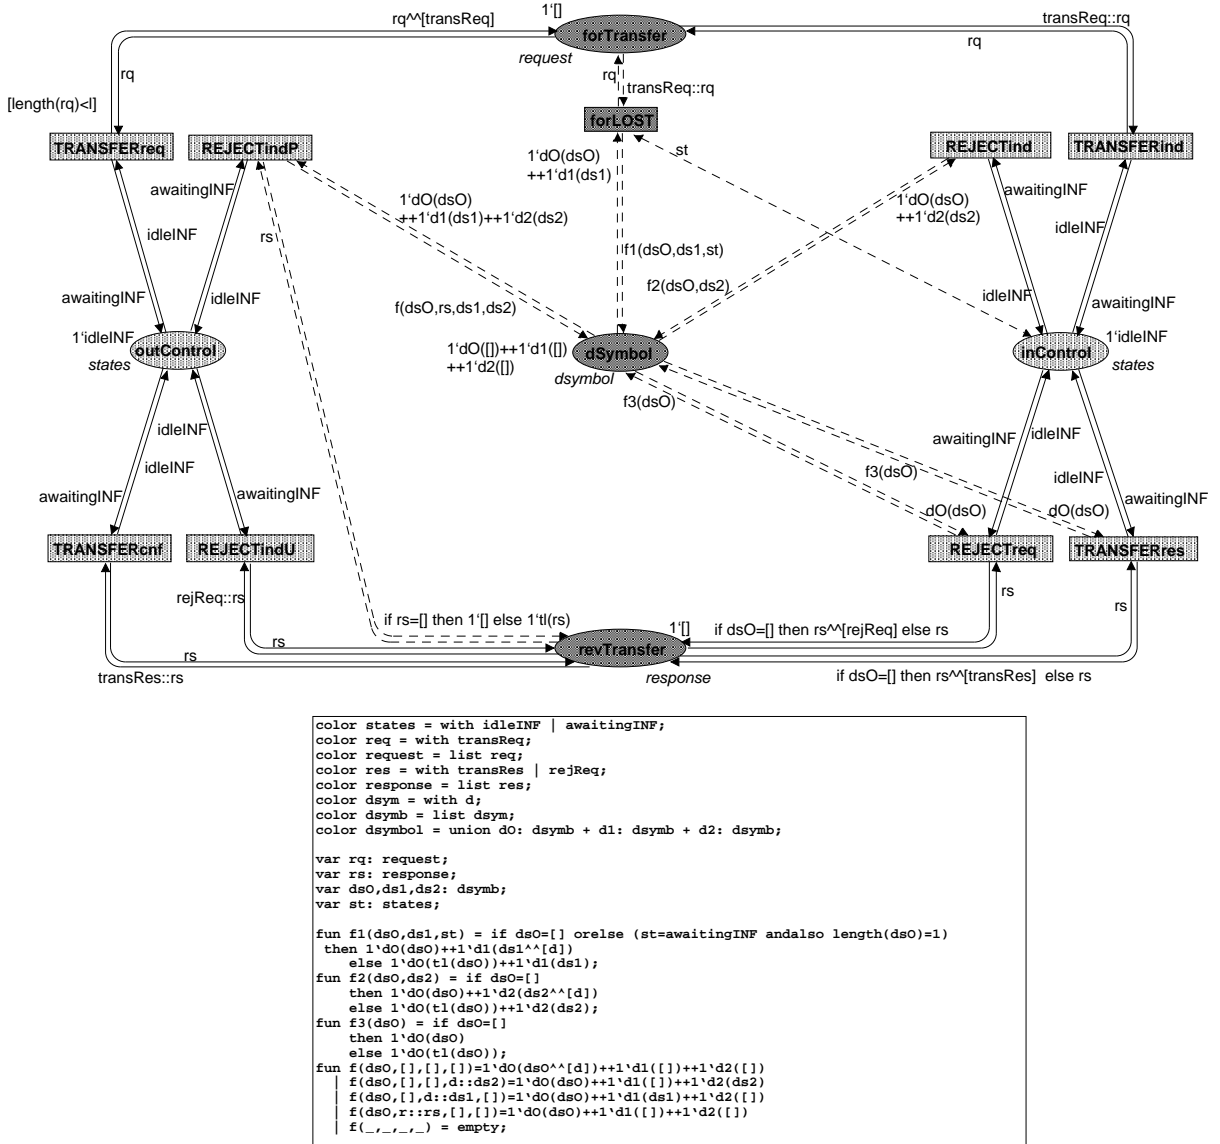 1‘[]
rq^^[transReq]
forTransfer
transReq::rq
request
rq
rq
rq
transReq::rq
rq
[length(rq)<l]
forLOST
TRANSFERreq
REJECTindP
st
REJECTind
TRANSFERind
1‘dO(dsO)
++1‘d1(ds1)
awaitingINF
1‘dO(dsO)
++1‘d1(ds1)++1‘d2(ds2)
1‘dO(dsO)
++1‘d2(ds2)
awaitingINF
idleINF
rs
idleINF
f1(dsO,ds1,st)
f2(dsO,ds2)
awaitingINF
idleINF
f(dsO,rs,ds1,ds2)
idleINF
awaitingINF
1‘idleINF
outControl
states
1‘dO([])++1‘d1([])
++1‘d2([])
dSymbol
dsymbol
1‘idleINF
inControl
states
f3(dsO)
idleINF
awaitingINF
idleINF
idleINF
f3(dsO)
idleINF
awaitingINF
awaitingINF
awaitingINF
dO(dsO)
dO(dsO)
TRANSFERcnf
REJECTindU
REJECTreq
TRANSFERres
rejReq::rs
rs
rs
if rs=[] then 1‘[] else 1‘tl(rs)
1‘[]
if dsO=[] then rs^^[rejReq] else rs
rs
rs
revTransfer
transRes::rs
response
if dsO=[] then rs^^[transRes] else rs
color states = with idleINF | awaitingINF;
color req = with transReq;
color request = list req;
color res = with transRes | rejReq;
color response = list res;
color dsym = with d;
color dsymb = list dsym;
color dsymbol = union dO: dsymb + d1: dsymb + d2: dsymb;
var rq: request;
var rs: response;
var dsO,ds1,ds2: dsymb;
var st: states;
fun f1(dsO,ds1,st) = if dsO=[] orelse (st=awaitingINF andalso length(dsO)=1)
then 1‘dO(dsO)++1‘d1(ds1^^[d])
else 1‘dO(tl(dsO))++1‘d1(ds1);
fun f2(dsO,ds2) = if dsO=[]
then 1‘dO(dsO)++1‘d2(ds2^^[d])
else 1‘dO(tl(dsO))++1‘d2(ds2);
fun f3(dsO) = if dsO=[]
then 1‘dO(dsO)
else 1‘dO(tl(dsO));
fun f(dsO,[],[],[])=1‘dO(dsO^^[d])++1‘d1([])++1‘d2([])
| f(dsO,[],[],d::ds2)=1‘dO(dsO)++1‘d1([])++1‘d2(ds2)
| f(dsO,[],d::ds1,[])=1‘dO(dsO)++1‘d1(ds1)++1‘d2([])
| f(dsO,r::rs,[],[])=1‘dO(dsO)++1‘d1([])++1‘d2([])
| f(_,_,_,_) = empty;